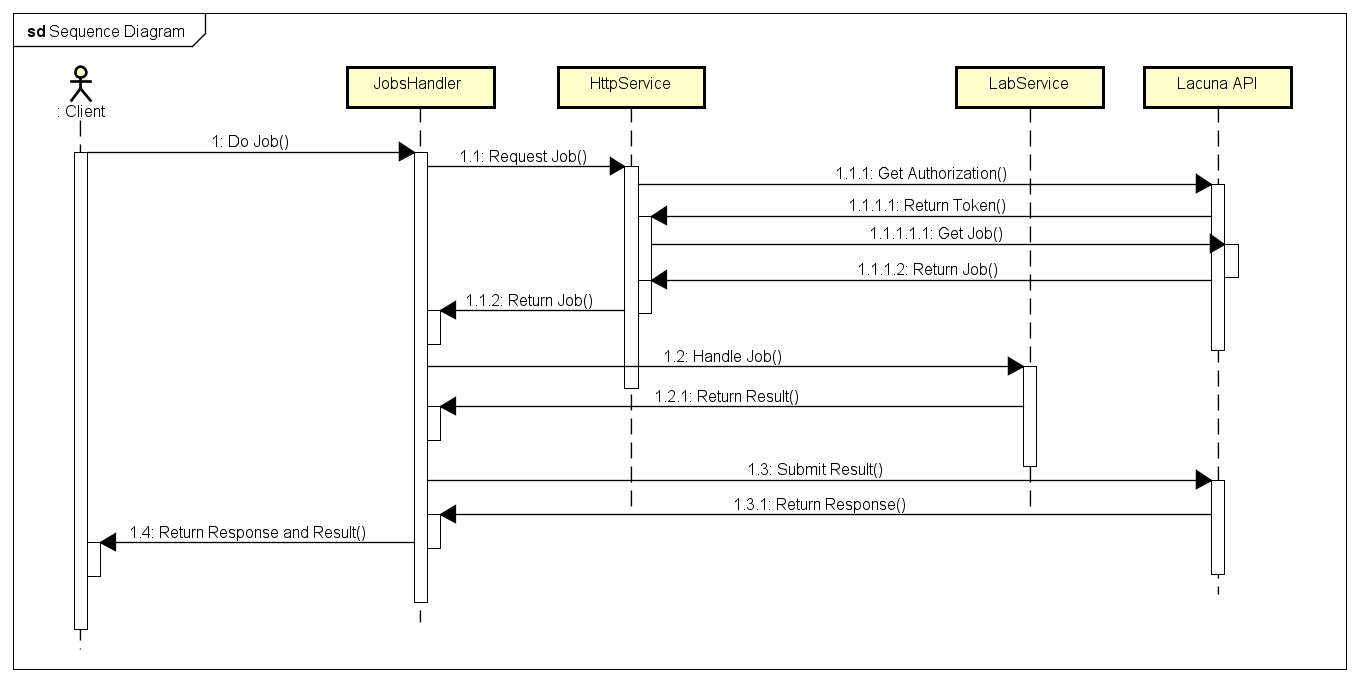 sd Sequence Diagram
: Client
JobsHandler
HttpService
LabService
Lacuna API
1: Do Job()
1.1: Request Job()
1.1.1: Get Authorization()
1.1.1.1: Return Token()
1.1.1.1.1: Get Job()
1.1.1.2: Return Job()
1.1.2: Return Job()
1.2: Handle Job()
1.2.1: Return Result()
1.3: Submit Result()
1.3.1: Return Response()
1.4: Return Response and Result()